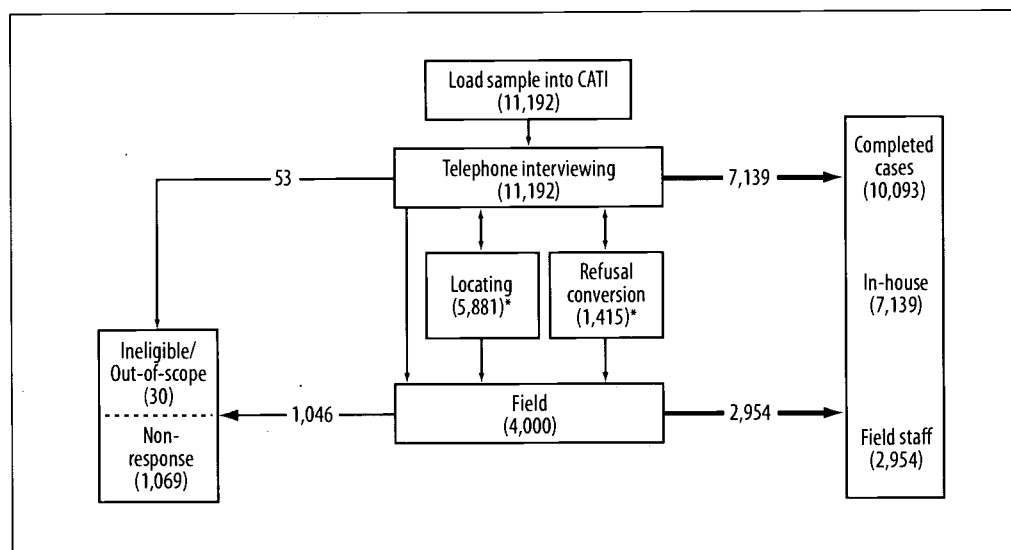 Load sample into CATI
(11,192)
Telephone interviewing
(11,192)
53
7,139
Completed
cases
(10,093)
Locating
(5,881)*
Refusal
conversion
(1,415)*
In-house
(7,139)
Ineligible/
Out-of-scope
(30)
Non-
response
(1,069)
1,046
Field
(4,000)
2,954
Field staff
(2,954)